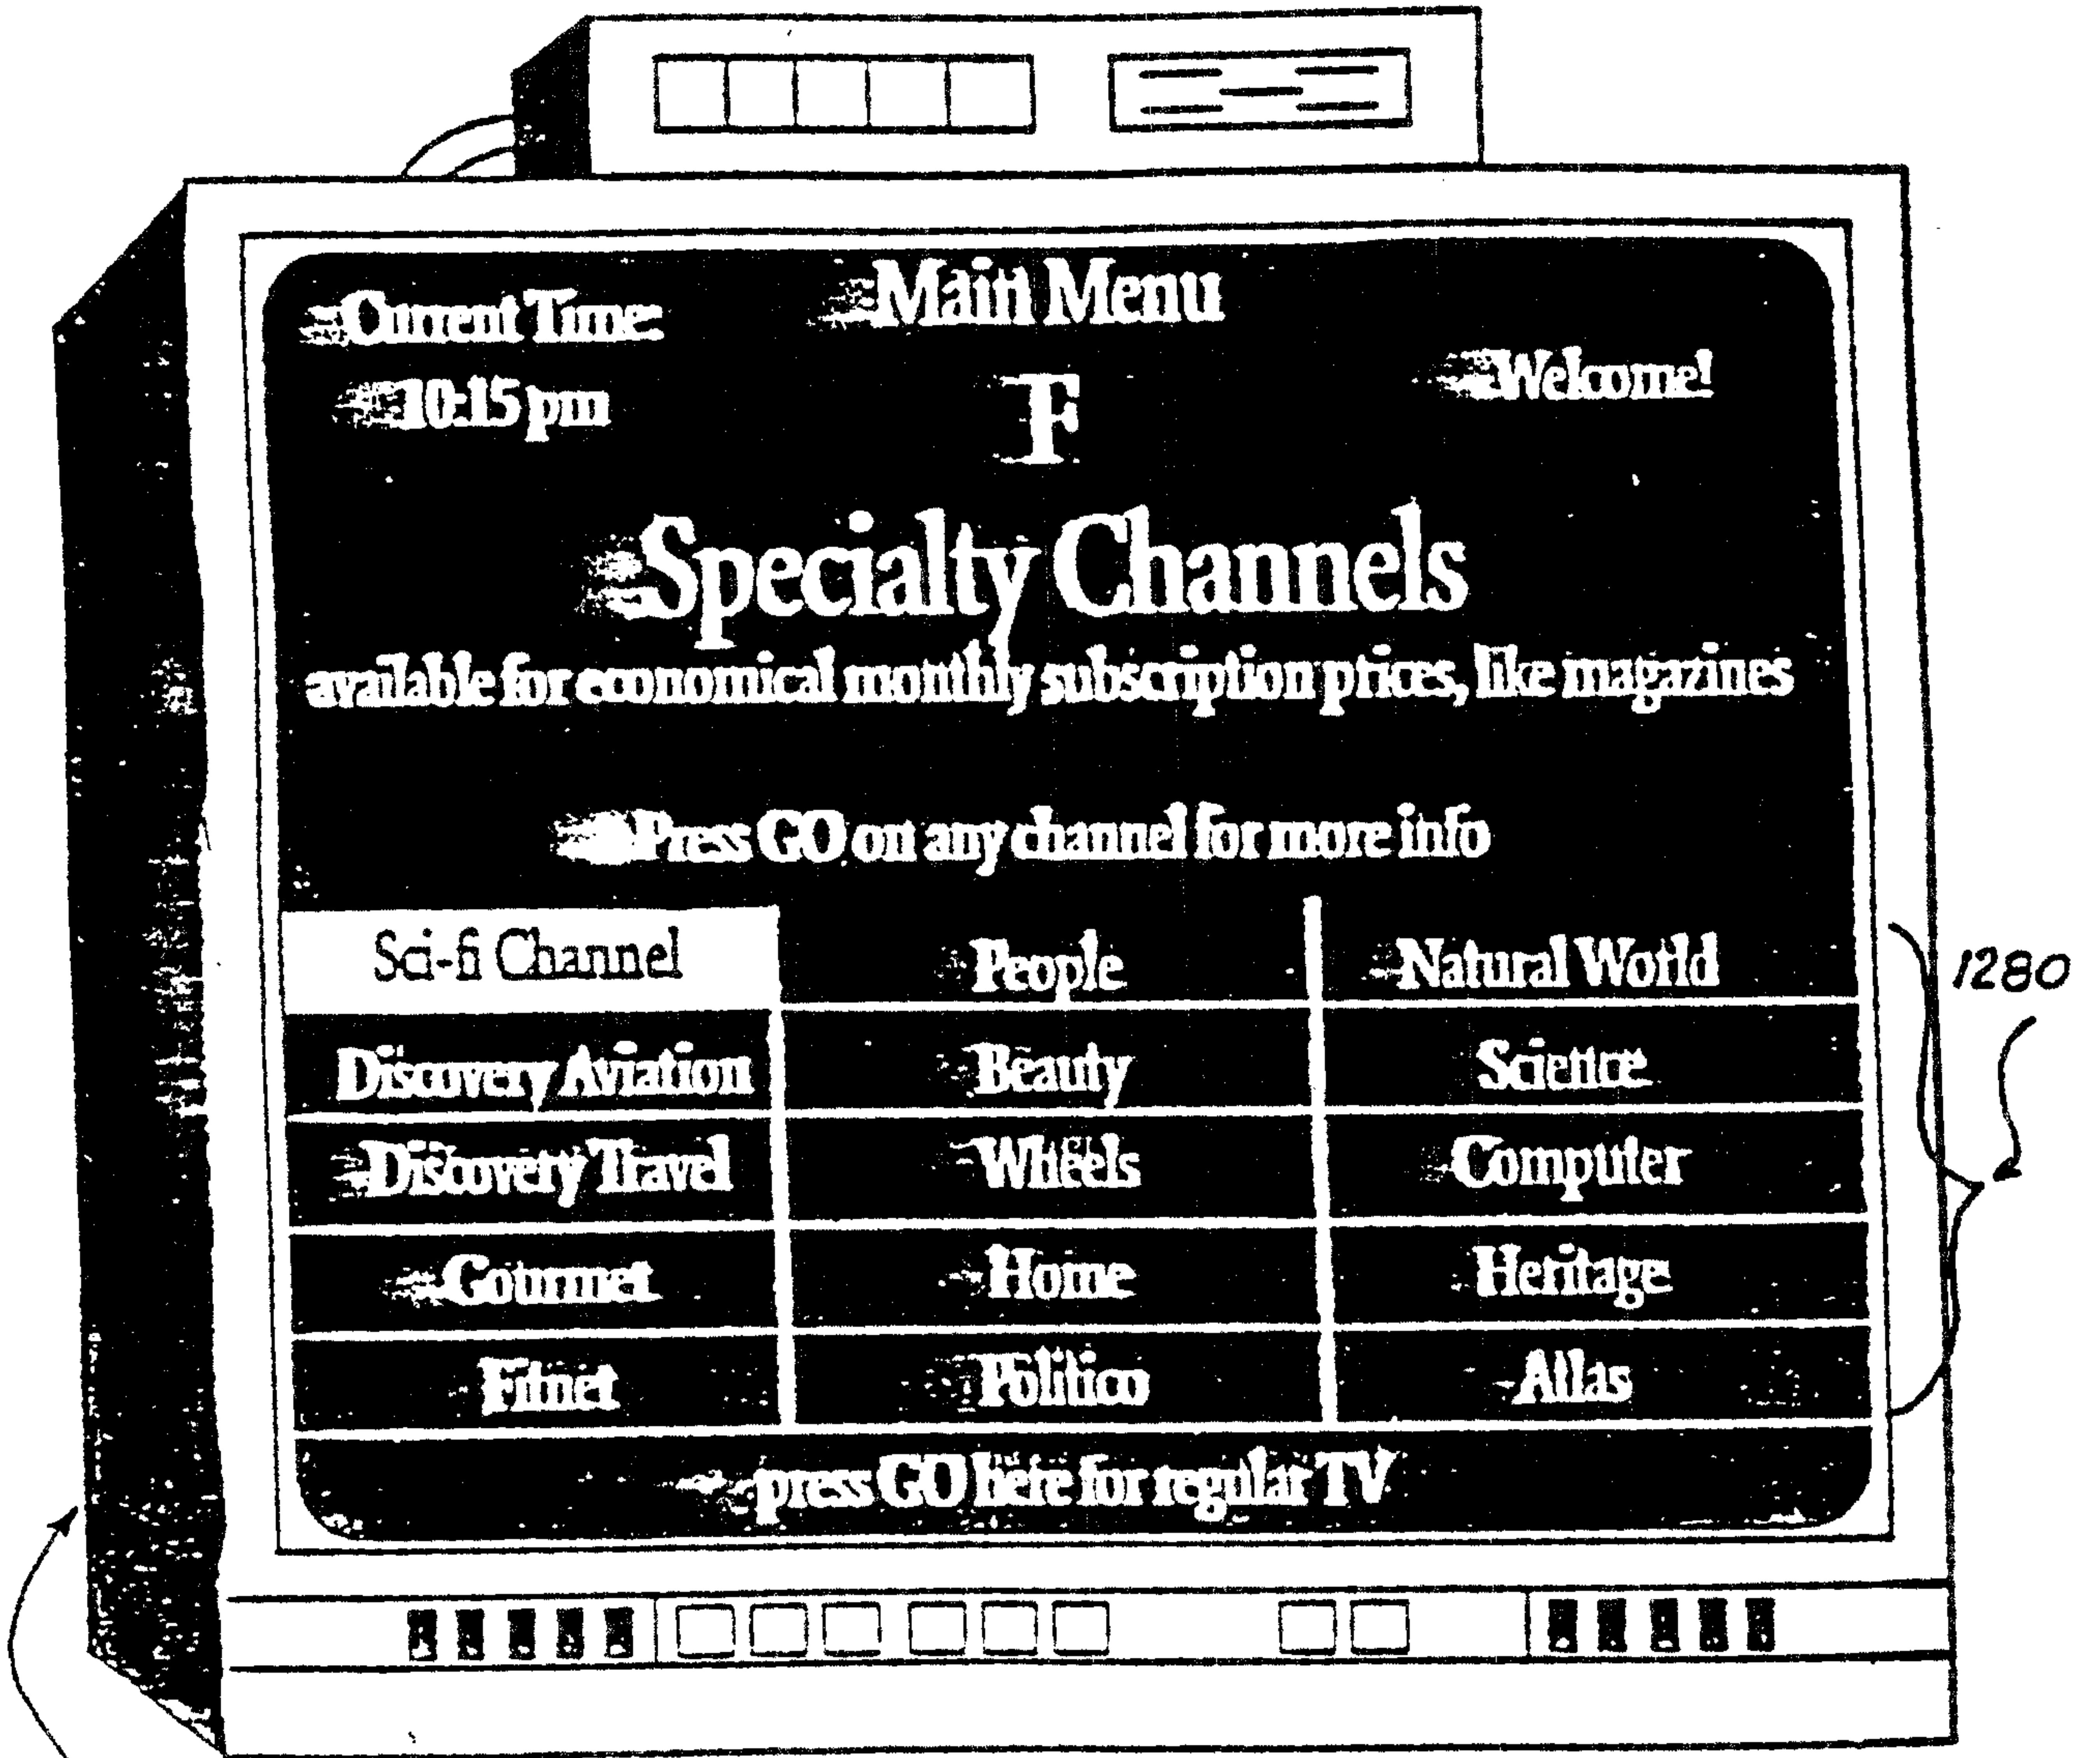 Main Menu
Current Time:
10:15 pm
F
Welcome!
Specialty Channels
available for economical monthly subscription prices, like magazines
Press GO on any channel for more info
Sci-fi Channel People Natural World
Discovery Aviation Beauty Science
Discovery Travel Wheels Computer
Gourmet Home Heritage
Fitnet Politico Atlas
press GO here for regular TV
1280